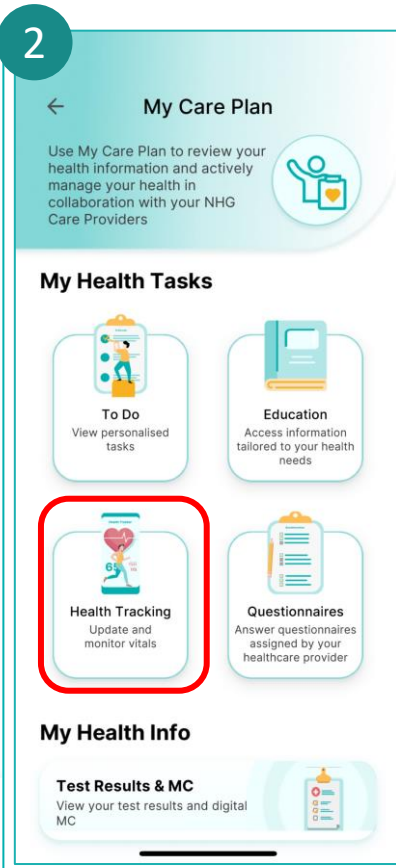 2
My Care Plan
Use My Care Plan to review your
health information and actively
manage your health in
collaboration with your NHG
Care Providers
My Health Tasks
To Do
View personalised
tasks
Education
Access information
tailored to your health
needs
Health Tracking
Update and
monitor vitals
Questionnaires
Answer questionnaires
assigned by your
healthcare provider
My Health Info
Test Results & MC
View your test results and digital
MC